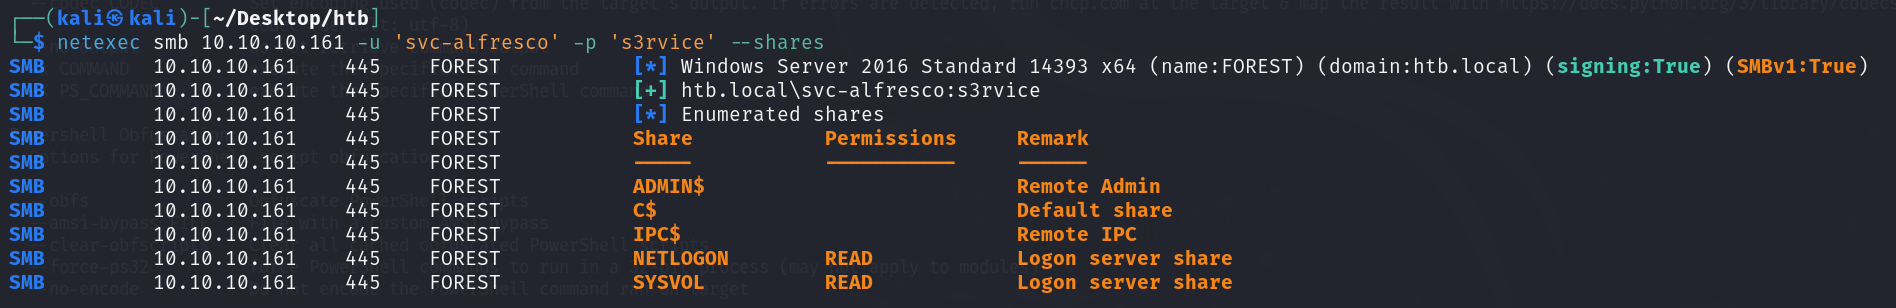 ┌──(kali㉿kali)-[~/Desktop/htb]
└─$ netexec smb 10.10.10.161 -u 'svc-alfresco' -p 's3rvice' --shares
SMB         10.10.10.161    445    FOREST           [*] Windows Server 2016 Standard 14393 x64 (name:FOREST) (domain:htb.local) (signing:True) (SMBv1:True)
SMB         10.10.10.161    445    FOREST           [+] htb.local\svc-alfresco:s3rvice
SMB         10.10.10.161    445    FOREST           [*] Enumerated shares
SMB         10.10.10.161    445    FOREST           Share           Permissions     Remark
SMB         10.10.10.161    445    FOREST           -----           -----------     ------
SMB         10.10.10.161    445    FOREST           ADMIN$                          Remote Admin
SMB         10.10.10.161    445    FOREST           C$                              Default share
SMB         10.10.10.161    445    FOREST           IPC$                            Remote IPC
SMB         10.10.10.161    445    FOREST           NETLOGON        READ            Logon server share
SMB         10.10.10.161    445    FOREST           SYSVOL          READ            Logon server share